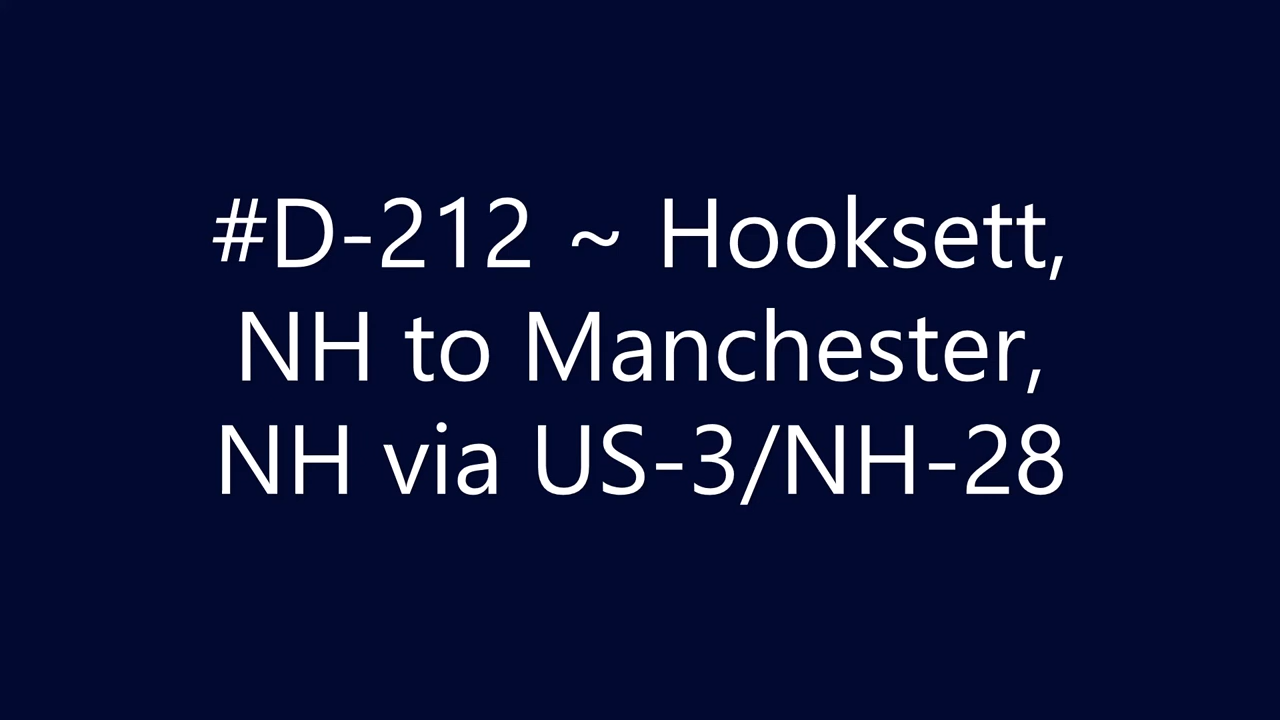 #D-212 ~ Hooksett,
NH to Manchester,
NH via US-3/NH-28